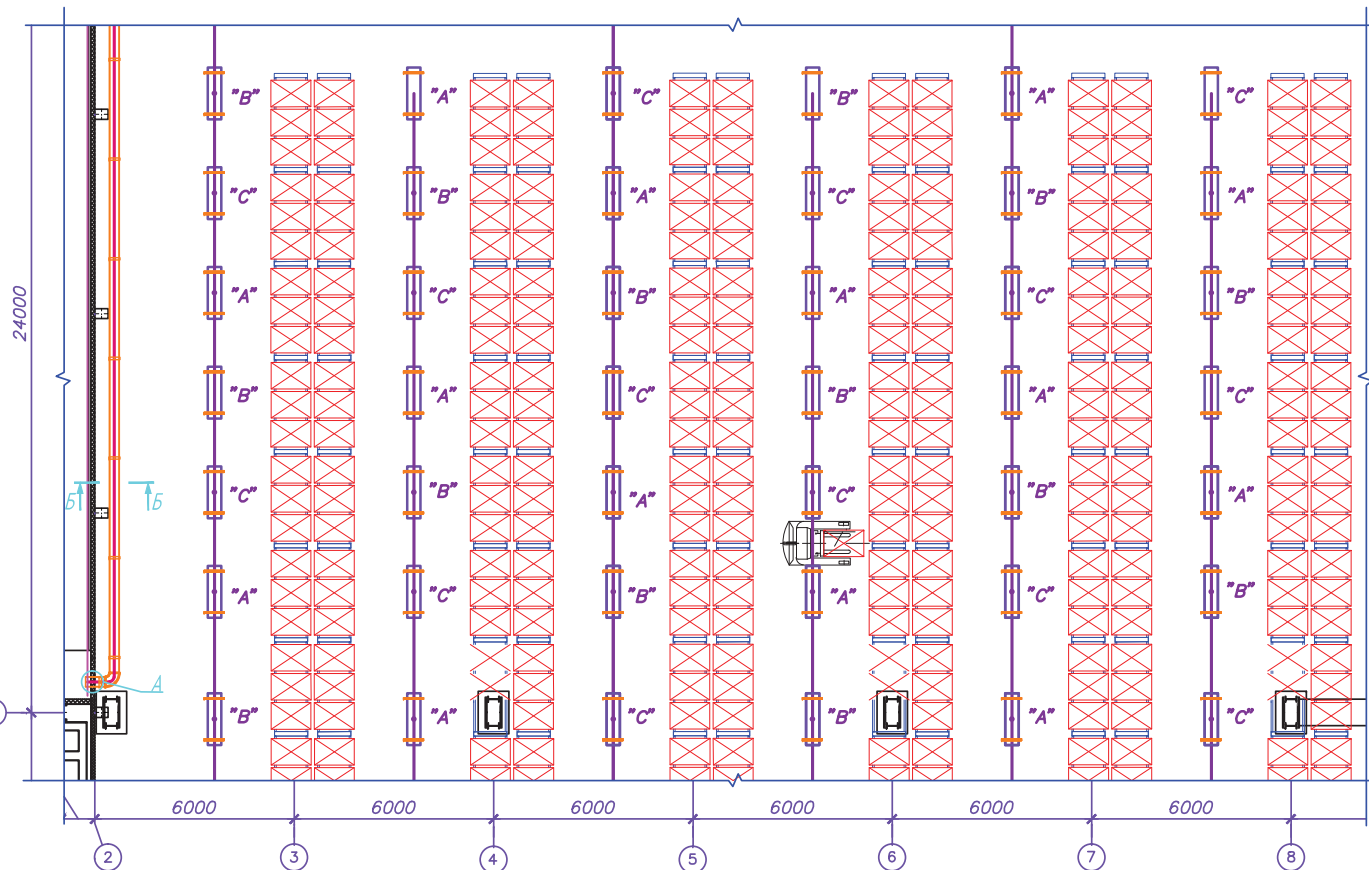 "B" "A" "C" "B" "A" "C"
"C" "B" "A" "C" "B" "A"
"A" "C" "B" "A" "C" "B"
24000
"B" "A" "C" "B" "A" "C"
Б Б
"C" "B" "A" "C" "B" "A"
"A" "C" "B" "A" "C" "B"
А
"B" "A" "C" "B" "A" "C"
6000 6000 6000 6000 6000 6000
2 3 4 5 6 7 8